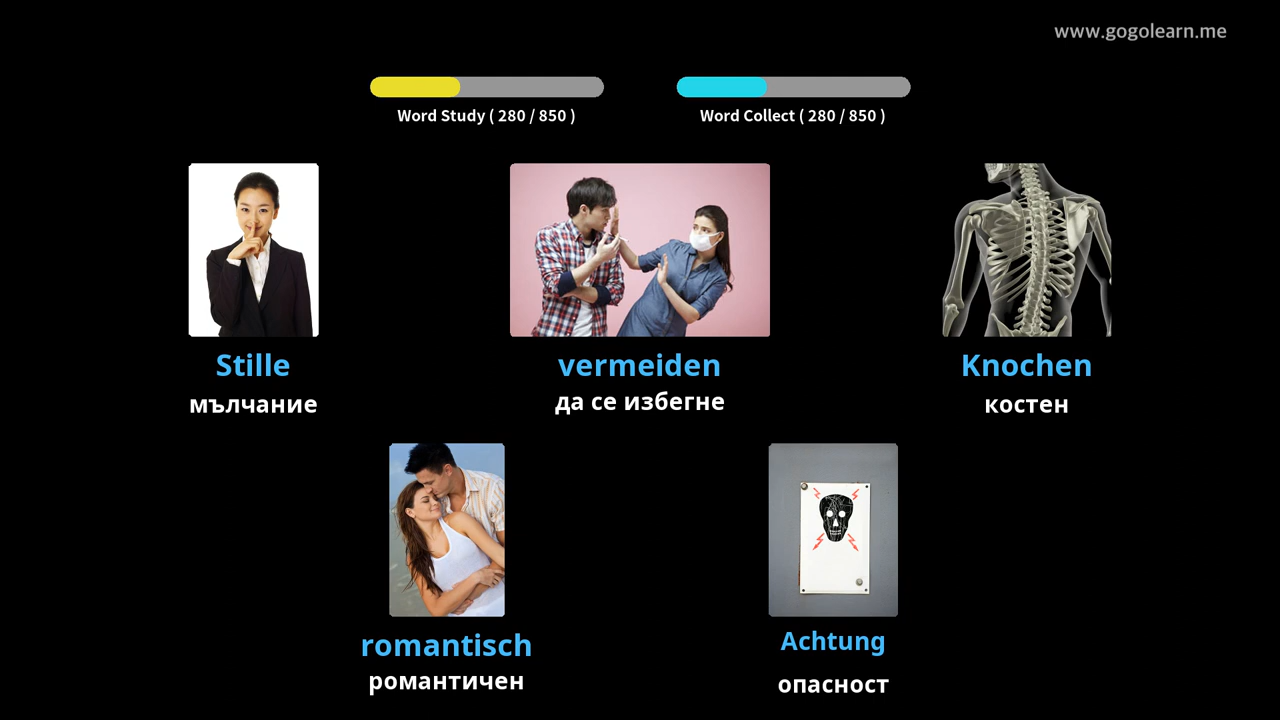 www.gogolearn.me
Word Study ( 280 / 850 )
Word Collect ( 280 / 850 )
Stille
мълчание
vermeiden
да се избегне
Knochen
костен
romantisch
романтичен
Achtung
опасност